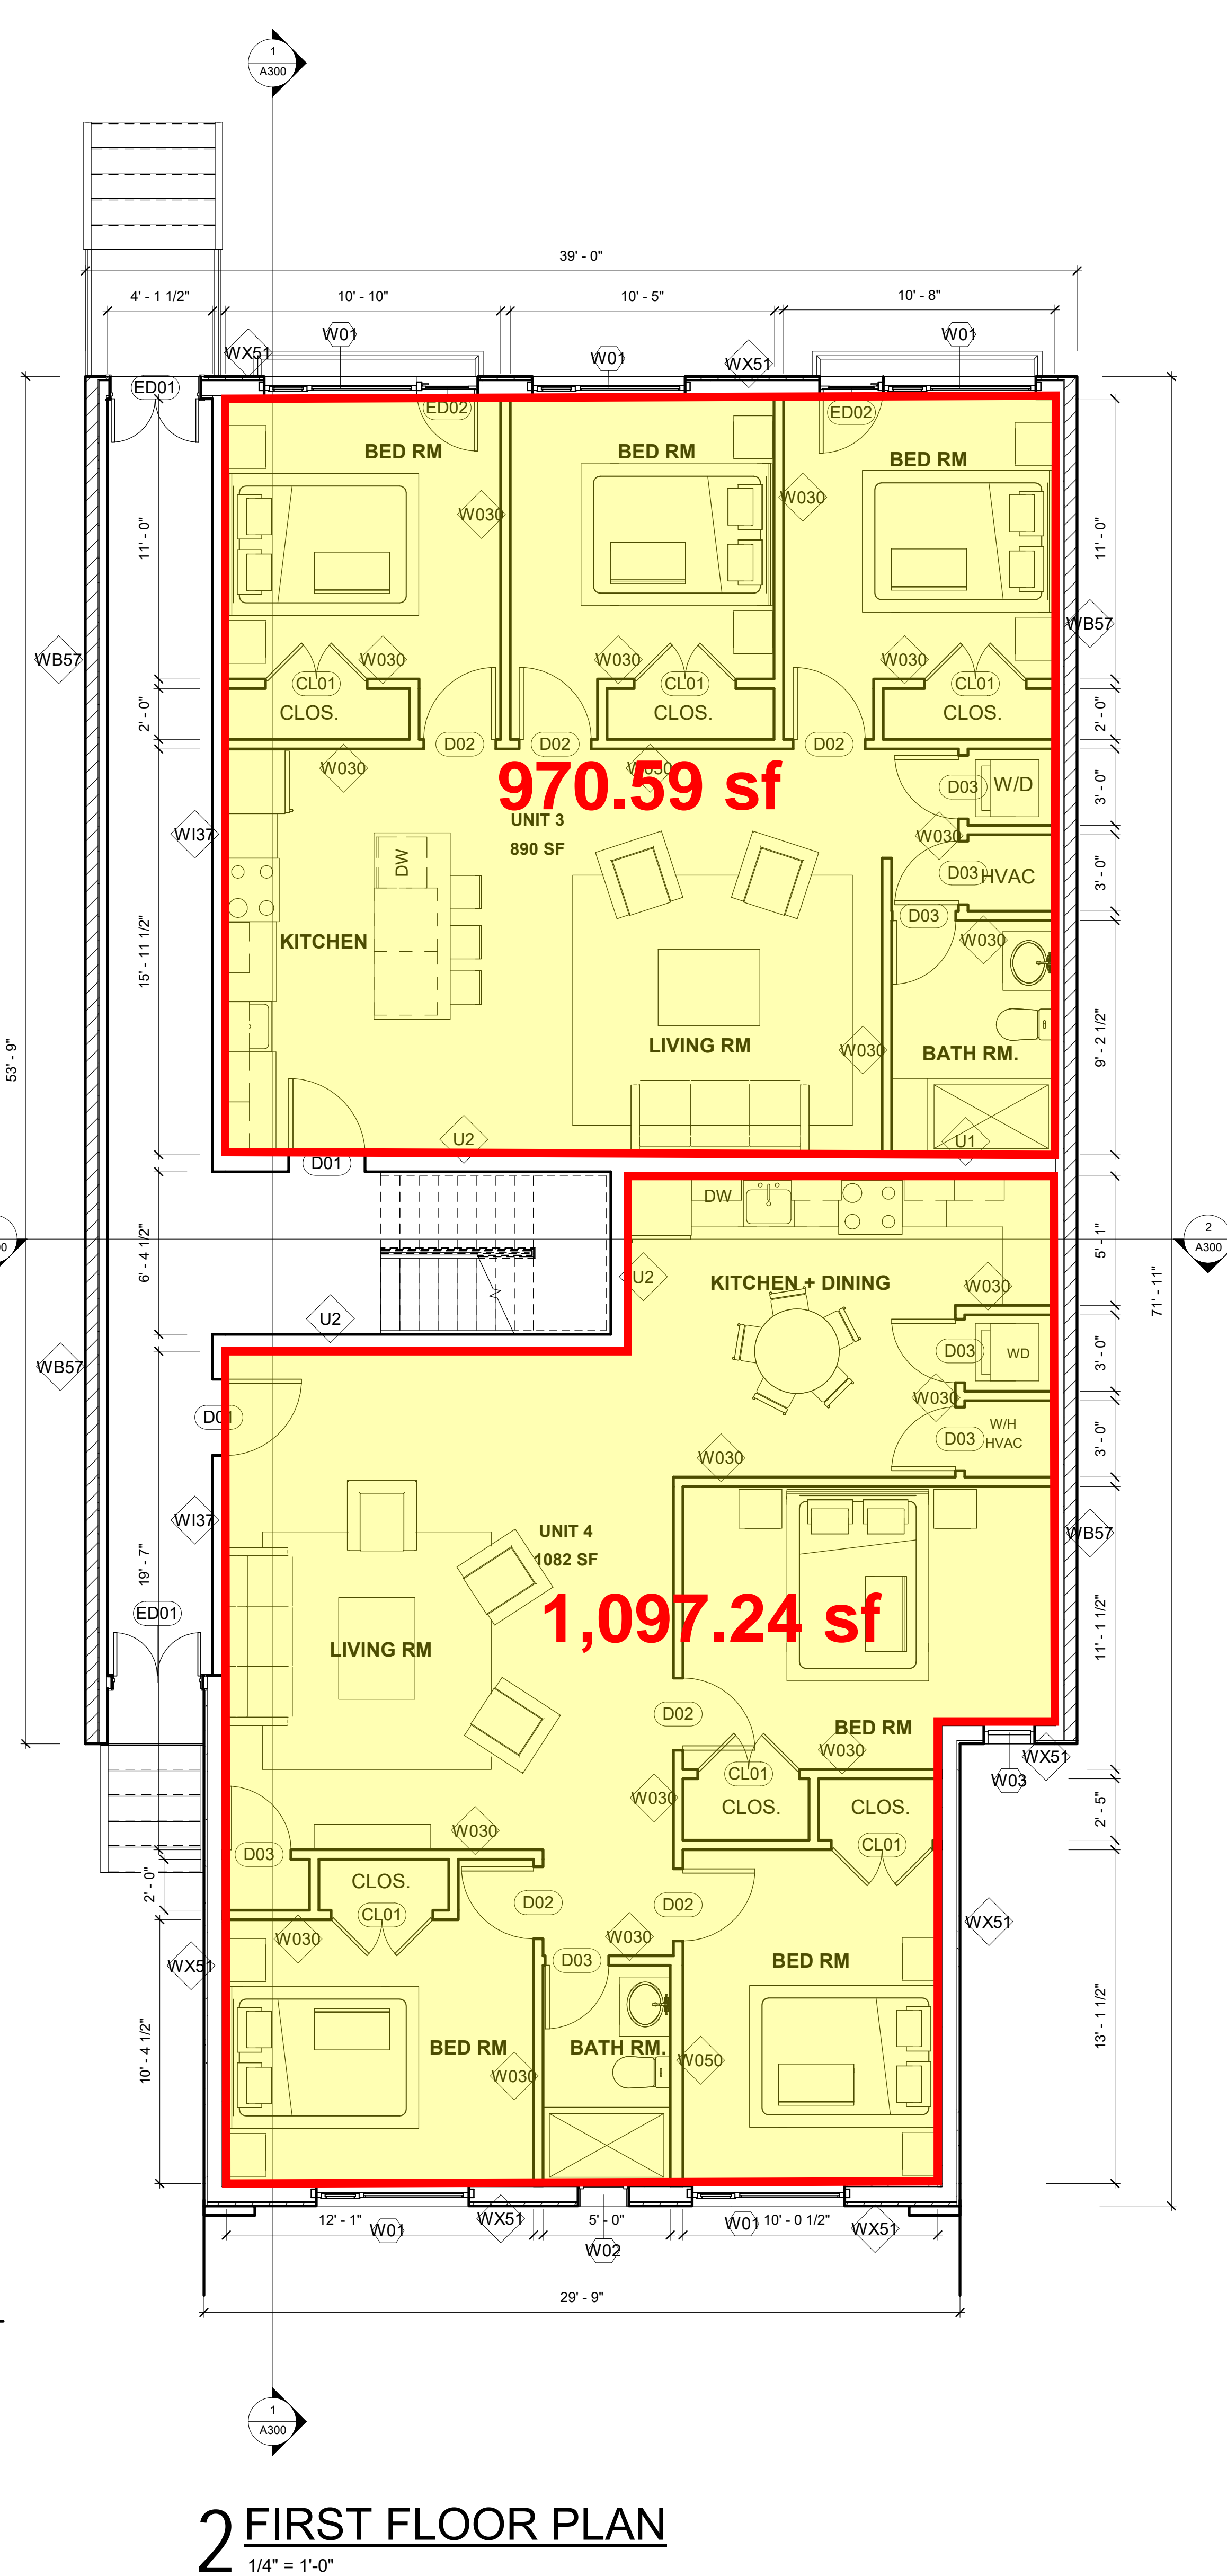 1
A300
39' - 0"
4' - 1 1/2"
10' - 10"
10' - 5"
10' - 8"
W01
W01
W01
WX51
WX51
ED01
ED02
ED02
BED RM
BED RM
BED RM
W030
W030
11' - 0"
11' - 0"
WB57
WB57
W030
W030
W030
CL01
CL01
CL01
CLOS.
CLOS.
CLOS.
2' - 0"
2' - 0"
D02
D02
D02
W030
W030
970.59 sf
D03
W/D
3' - 0"
UNIT 3
890 SF
WI37
W030
DW
D03
HVAC
3' - 0"
D03
KITCHEN
W030
15' - 11 1/2"
LIVING RM
W030
BATH RM.
9' - 2 1/2"
53' - 9"
U2
U1
D01
DW
6' - 4 1/2"
5' - 1"
2
A300
U2
KITCHEN + DINING
W030
71' - 11"
U2
WB57
D03
WD
3' - 0"
3' - 0"
D01
W030
W/H
HVAC
D03
W030
WI37
UNIT 4
1082 SF
WB57
19' - 7"
ED01
1,097.24 sf
LIVING RM
11' - 1 1/2"
D02
BED RM
W030
WX51
W03
CL01
W030
CLOS.
CLOS.
2' - 5"
W030
CL01
D03
2' - 0"
CLOS.
CL01
D02
D02
W030
W030
WX51
WX51
D03
BED RM
10' - 4 1/2"
BED RM
BATH RM.
W030
W050
13' - 1 1/2"
12' - 1"
W01
WX51
5' - 0"
W02
W01
10' - 0 1/2"
WX51
29' - 9"
1
A300
2 FIRST FLOOR PLAN
1/4" = 1'-0"